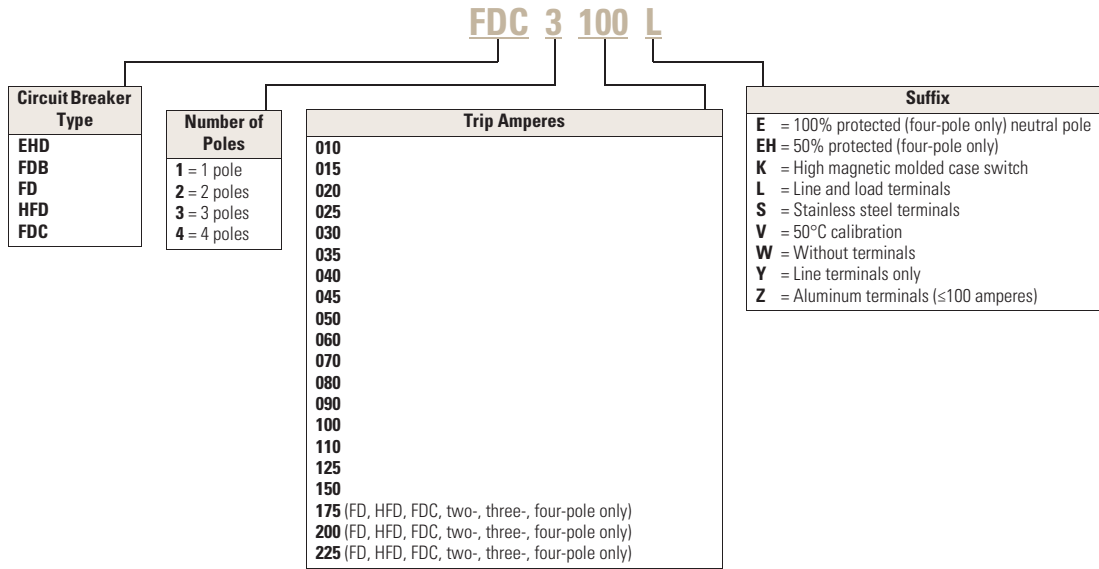 FDC 3 100 L
Circuit Breaker
Type
EHD
FDB
FD
HFD
FDC
Number of
Poles
1 = 1 pole
2 = 2 poles
3 = 3 poles
4 = 4 poles
Trip Amperes
010
015
020
025
030
035
040
045
050
060
070
080
090
100
110
125
150
175 (FD, HFD, FDC, two-, three-, four-pole only)
200 (FD, HFD, FDC, two-, three-, four-pole only)
225 (FD, HFD, FDC, two-, three-, four-pole only)
Suffix
E = 100% protected (four-pole only) neutral pole
EH = 50% protected (four-pole only)
K = High magnetic molded case switch
L = Line and load terminals
S = Stainless steel terminals
V = 50°C calibration
W = Without terminals
Y = Line terminals only
Z = Aluminum terminals (≤100 amperes)